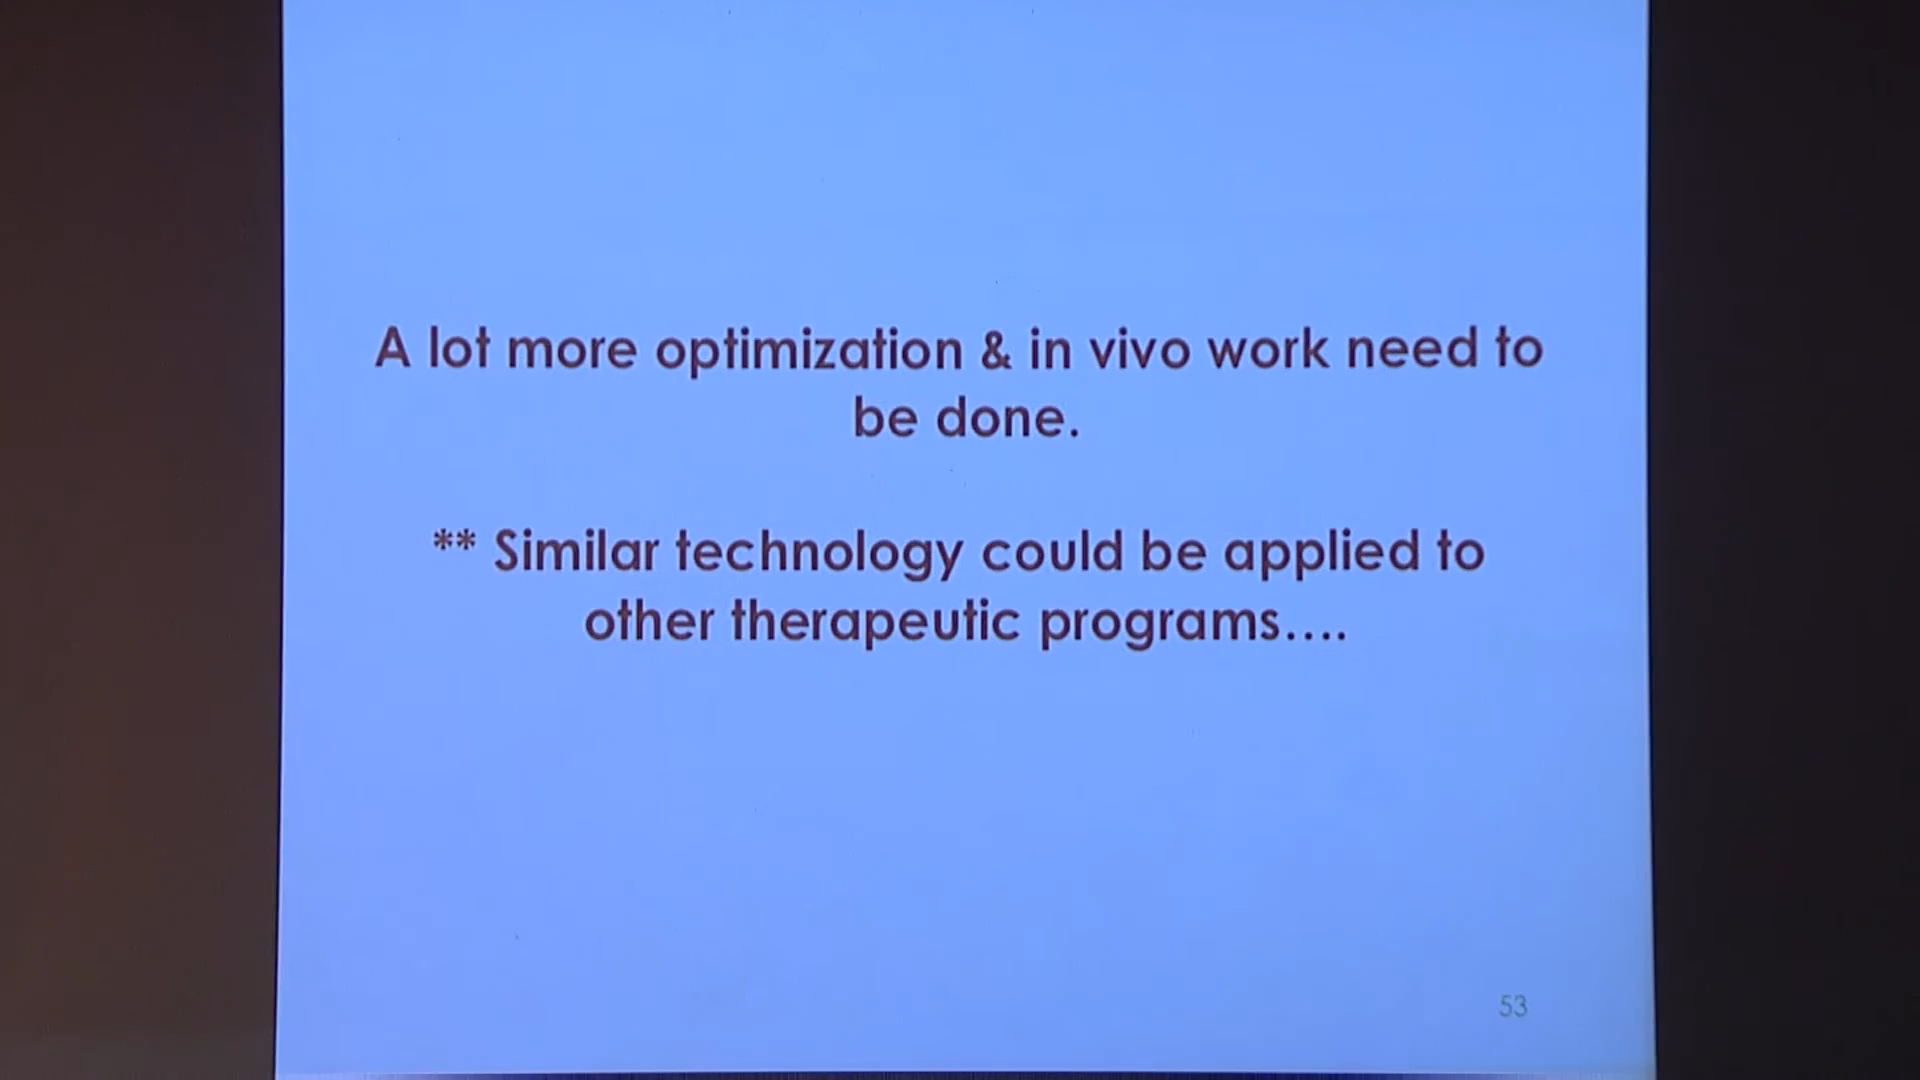 A lot more optimization & in vivo work need to
be done.
** Similar technology could be applied to
other therapeutic programs....
53